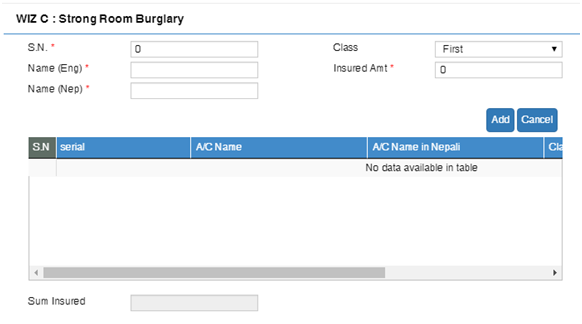 WIZ C : Strong Room Burglary
S.N. * 0 Class First
Name (Eng) * Insured Amt * 0
Name (Nep) *
Add Cancel
S.N serial A/C Name A/C Name in Nepali Cla
No data available in table
Sum Insured